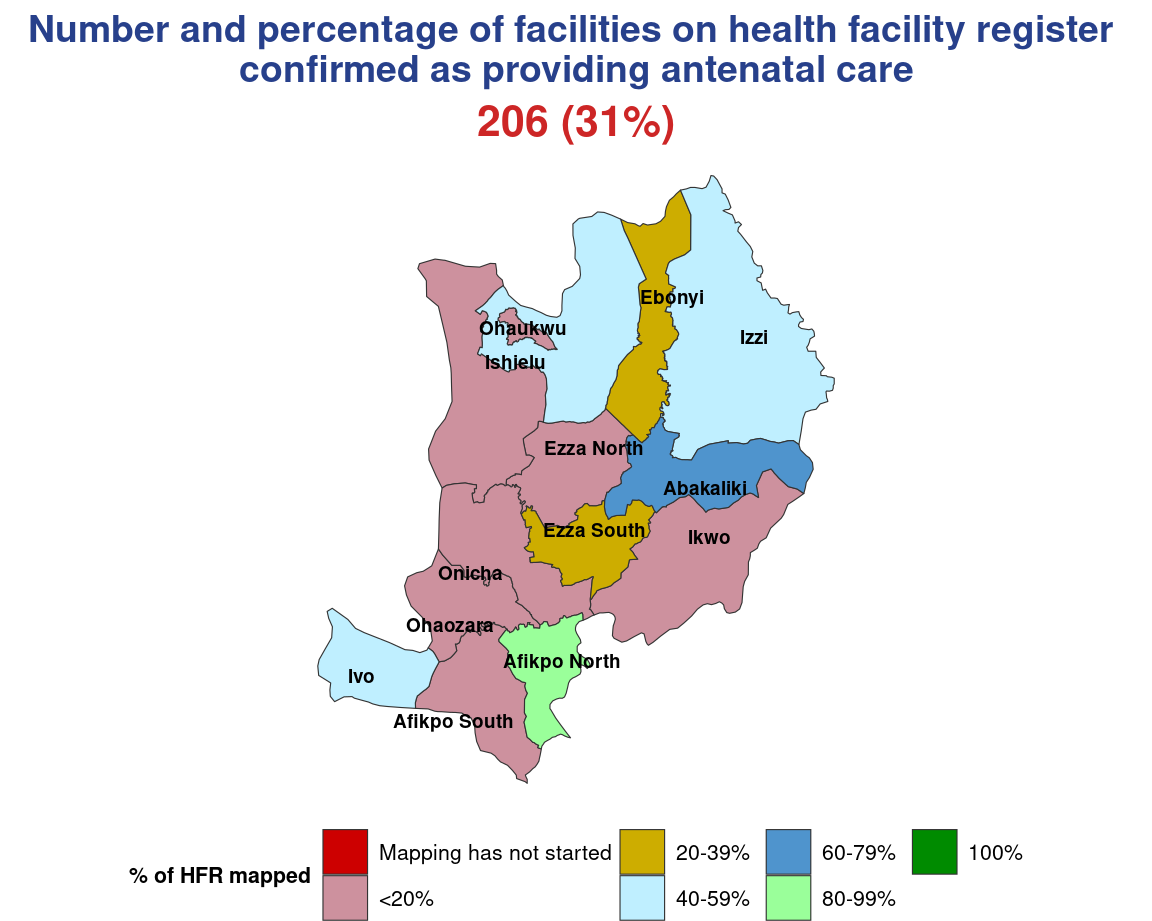 Number and percentage of facilities on health facility register
confirmed as providing antenatal care
206 (31%)
Ebonyi
Ohaukwu
Izzi
Ishielu
Ezza North
Abakaliki
Ezza South
Ikwo
Onicha
Ohaozara
Afikpo North
Ivo
Afikpo South
% of HFR mapped
Mapping has not started
<20%
20-39%
40-59%
60-79%
80-99%
100%